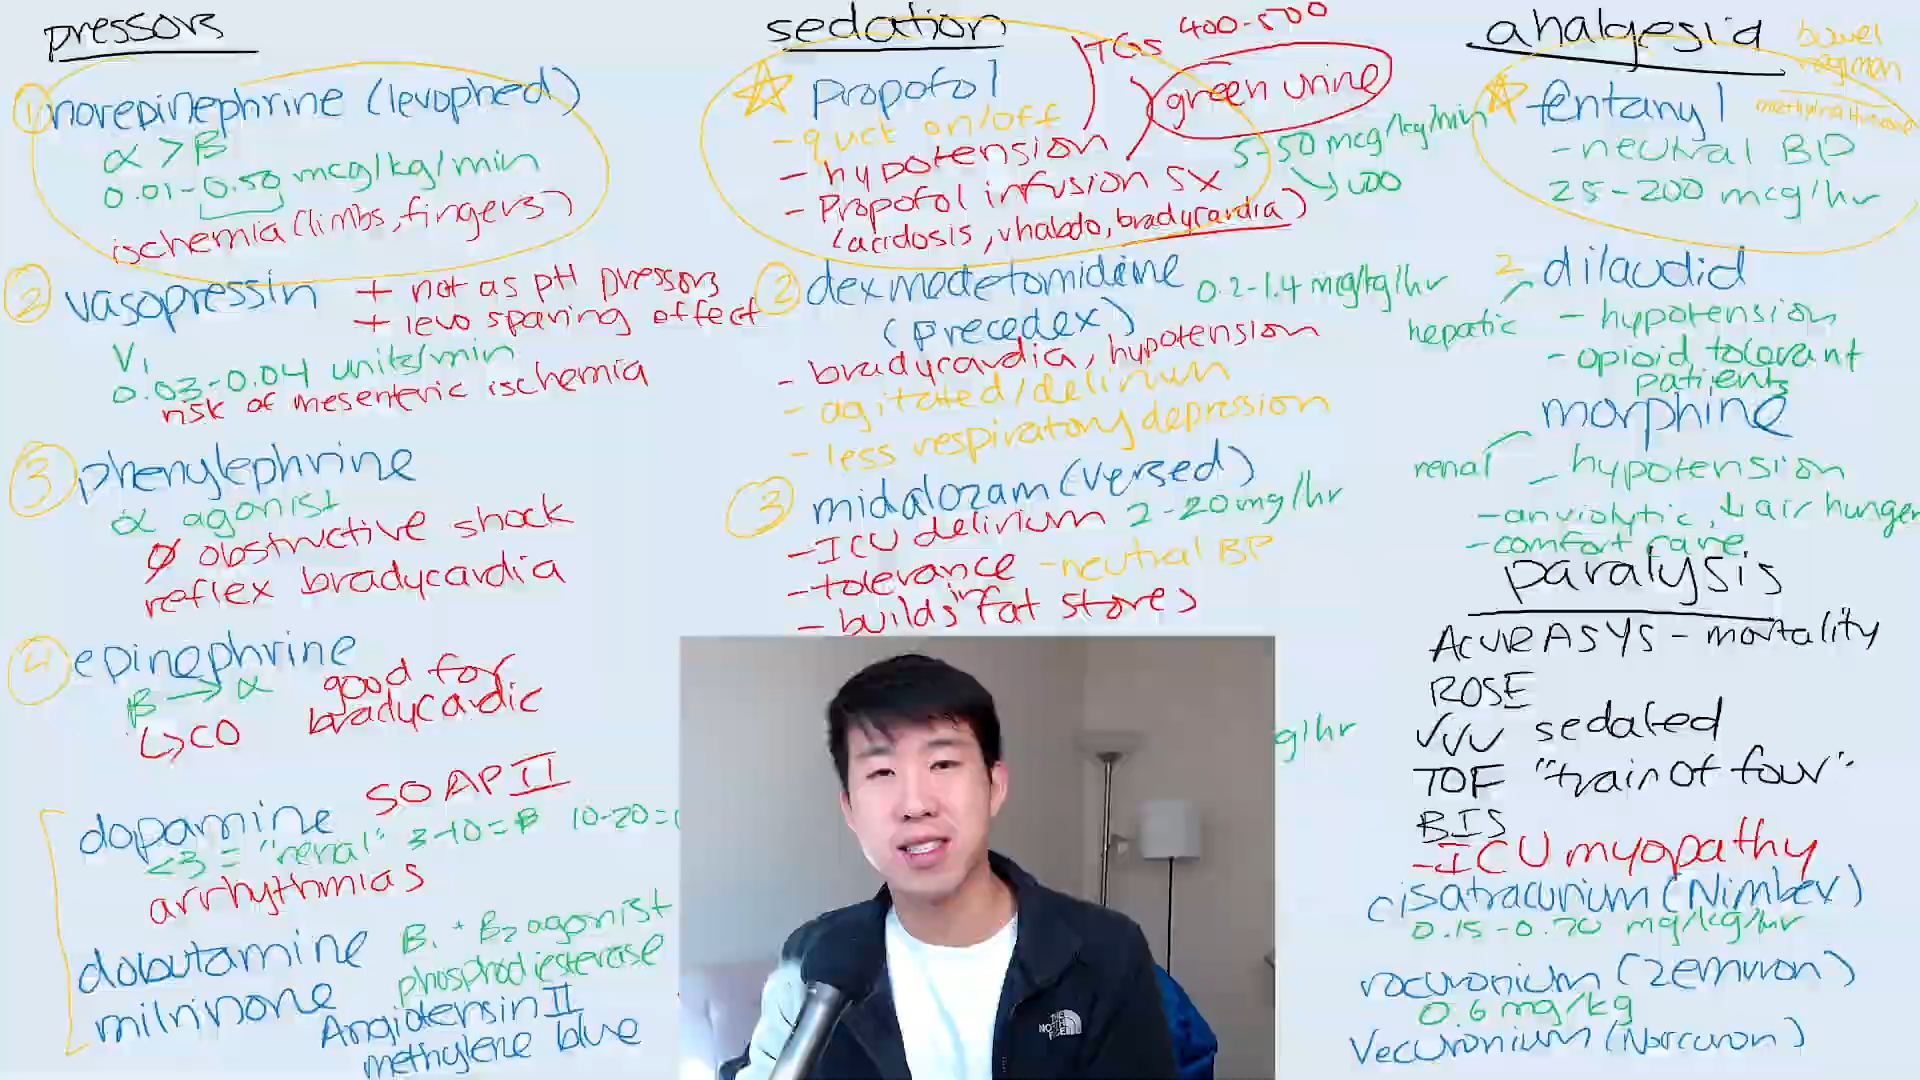 pressors
① norepinephrine (levophed)
α > β
0.01-0.50 mcg/kg/min
ischemia (limbs, fingers)
② vasopressin
+ not as pH pressors
+ levo sparing effect
V₁
0.03-0.04 units/min
risk of mesenteric ischemia
③ phenylephrine
α agonist
Ø obstructive shock
reflex bradycardia
④ epinephrine
β → α
↳ CO
good for
bradycardic
SOAP II
dopamine
<3 = "renal" 3-10 = β 10-20 =
arrhythmias
dobutamine
β₁ + β₂ agonist
milrinone
phosphodiesterase
Angiotensin II
methylene blue
sedation
☆ propofol
TGs 400-500
green urine
- quick on/off
- hypotension
5-50 mcg/kg/min
- Propofol infusion sx
(acidosis, rhabdo, bradycardia)
② dexmedetomidine
0.2-1.4 mcg/kg/hr
(precedex)
- bradycardia, hypotension
- agitated/delirium
- less respiratory depression
③ midalozam (versed)
2-20 mg/hr
- ICU delirium
- tolerance
- neutral BP
- builds in fat stores
g/hr
analgesia
bowel
regimen
☆ fentanyl
- neutral BP
25-200 mcg/hr
2 dilaudid
hepatic
- hypotension
- opioid tolerant
patients
morphine
renal
- hypotension
- anxiolytic, ↓ air hunger
- comfort care
paralysis
ACURASYS - mortality
ROSE
✓✓✓ sedated
TOF "train of four"
BIS
- ICU myopathy
cisatracurium (Nimbex)
0.15-0.70 mg/kg/hr
rocuronium (Zemuron)
0.6 mg/kg
Vecuronium (Norcuron)
THE
NORTH
FACE